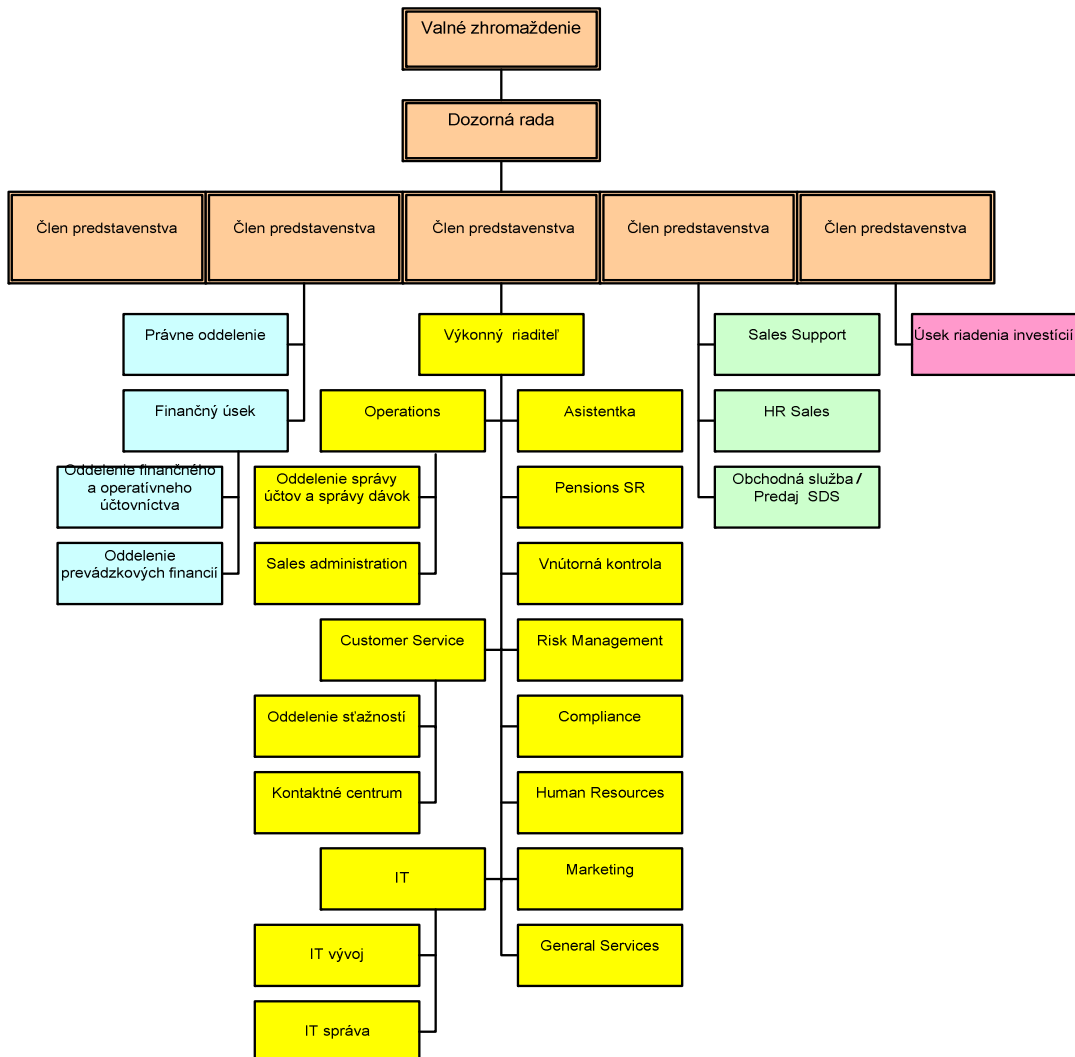 Valné zhromaždenie
Dozorná rada
Člen predstavenstva
Člen predstavenstva
Člen predstavenstva
Člen predstavenstva
Člen predstavenstva
Právne oddelenie
Výkonný riaditeľ
Sales Support
Úsek riadenia investícií
Finančný úsek
Operations
Asistentka
HR Sales
Oddelenie finančného
a operatívneho
účtovníctva
Oddelenie správy
účtov a správy dávok
Pensions SR
Obchodná služba /
Predaj SDS
Oddelenie
prevádzkových financií
Sales administration
Vnútorná kontrola
Customer Service
Risk Management
Oddelenie sťažností
Compliance
Kontaktné centrum
Human Resources
IT
Marketing
IT vývoj
General Services
IT správa